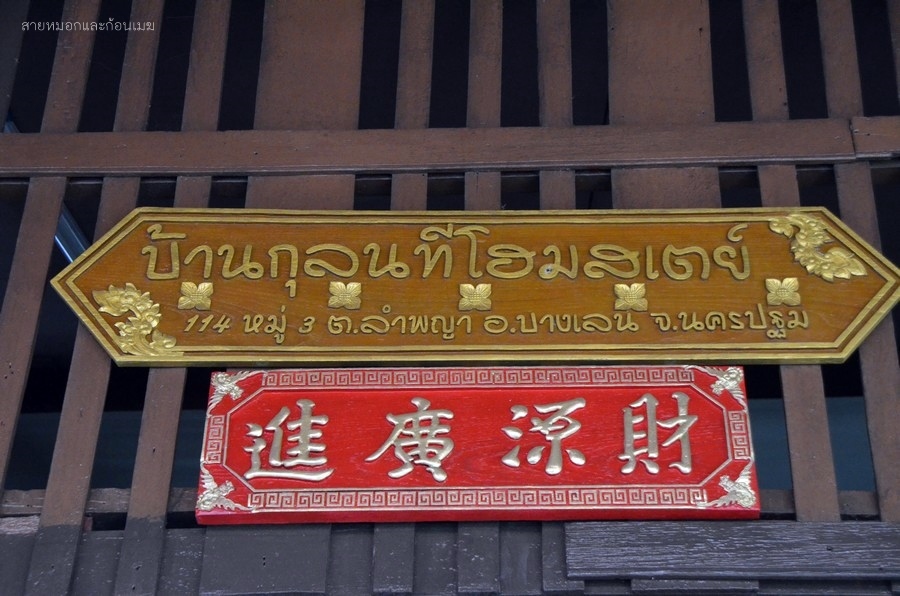 สายหมอกและก้อนเมฆ
บ้านกุลนทีโฮมสเตย์
114 หมู่ 3 ต.ลำพญา อ.บางเลน จ.นครปฐม
進廣源財